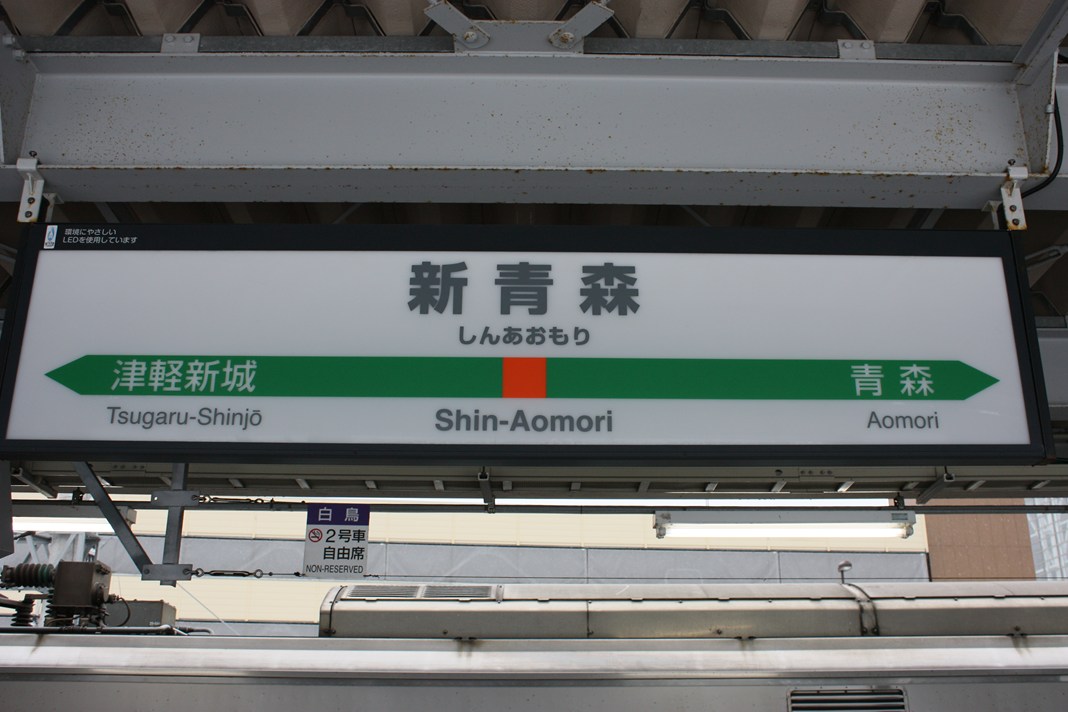 環境にやさしい
LEDを使用しています
新青森
しんあおもり
津軽新城 青森
Tsugaru-Shinjō Shin-Aomori Aomori
白鳥
2号車
自由席
NON-RESERVED